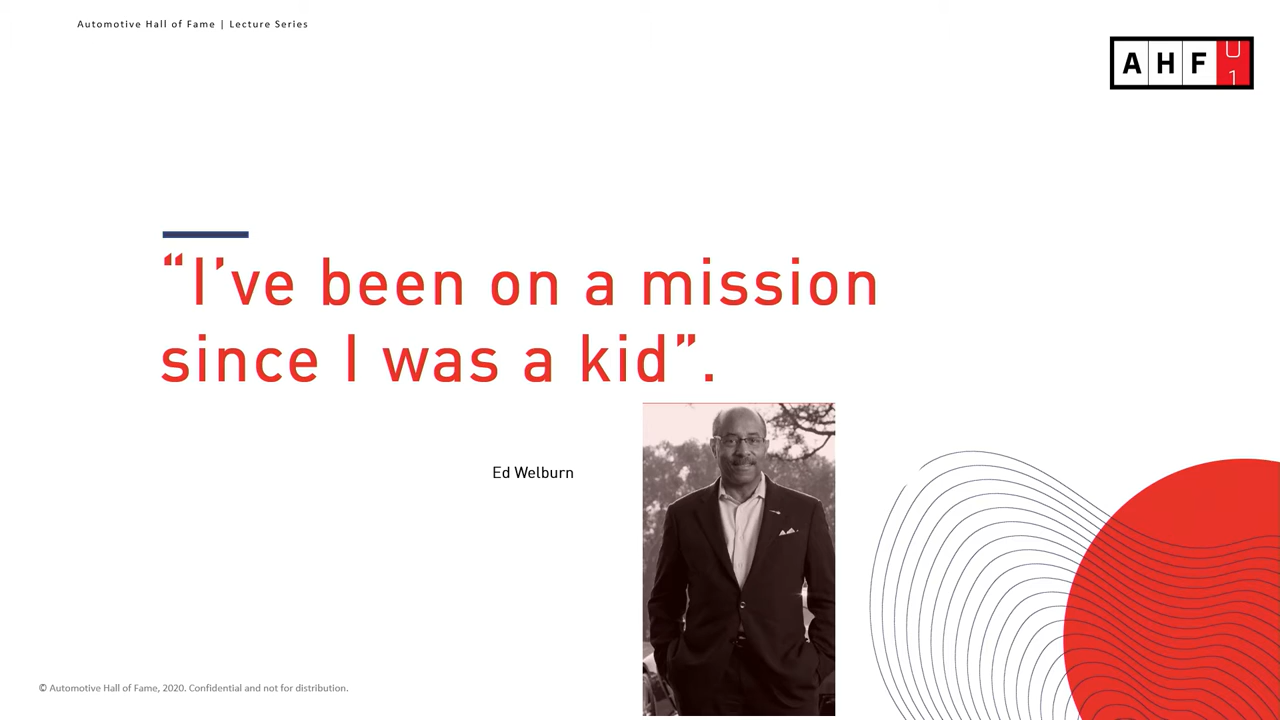 Automotive Hall of Fame | Lecture Series
A H F U 1
“I’ve been on a mission
since I was a kid”.
Ed Welburn
© Automotive Hall of Fame, 2020. Confidential and not for distribution.